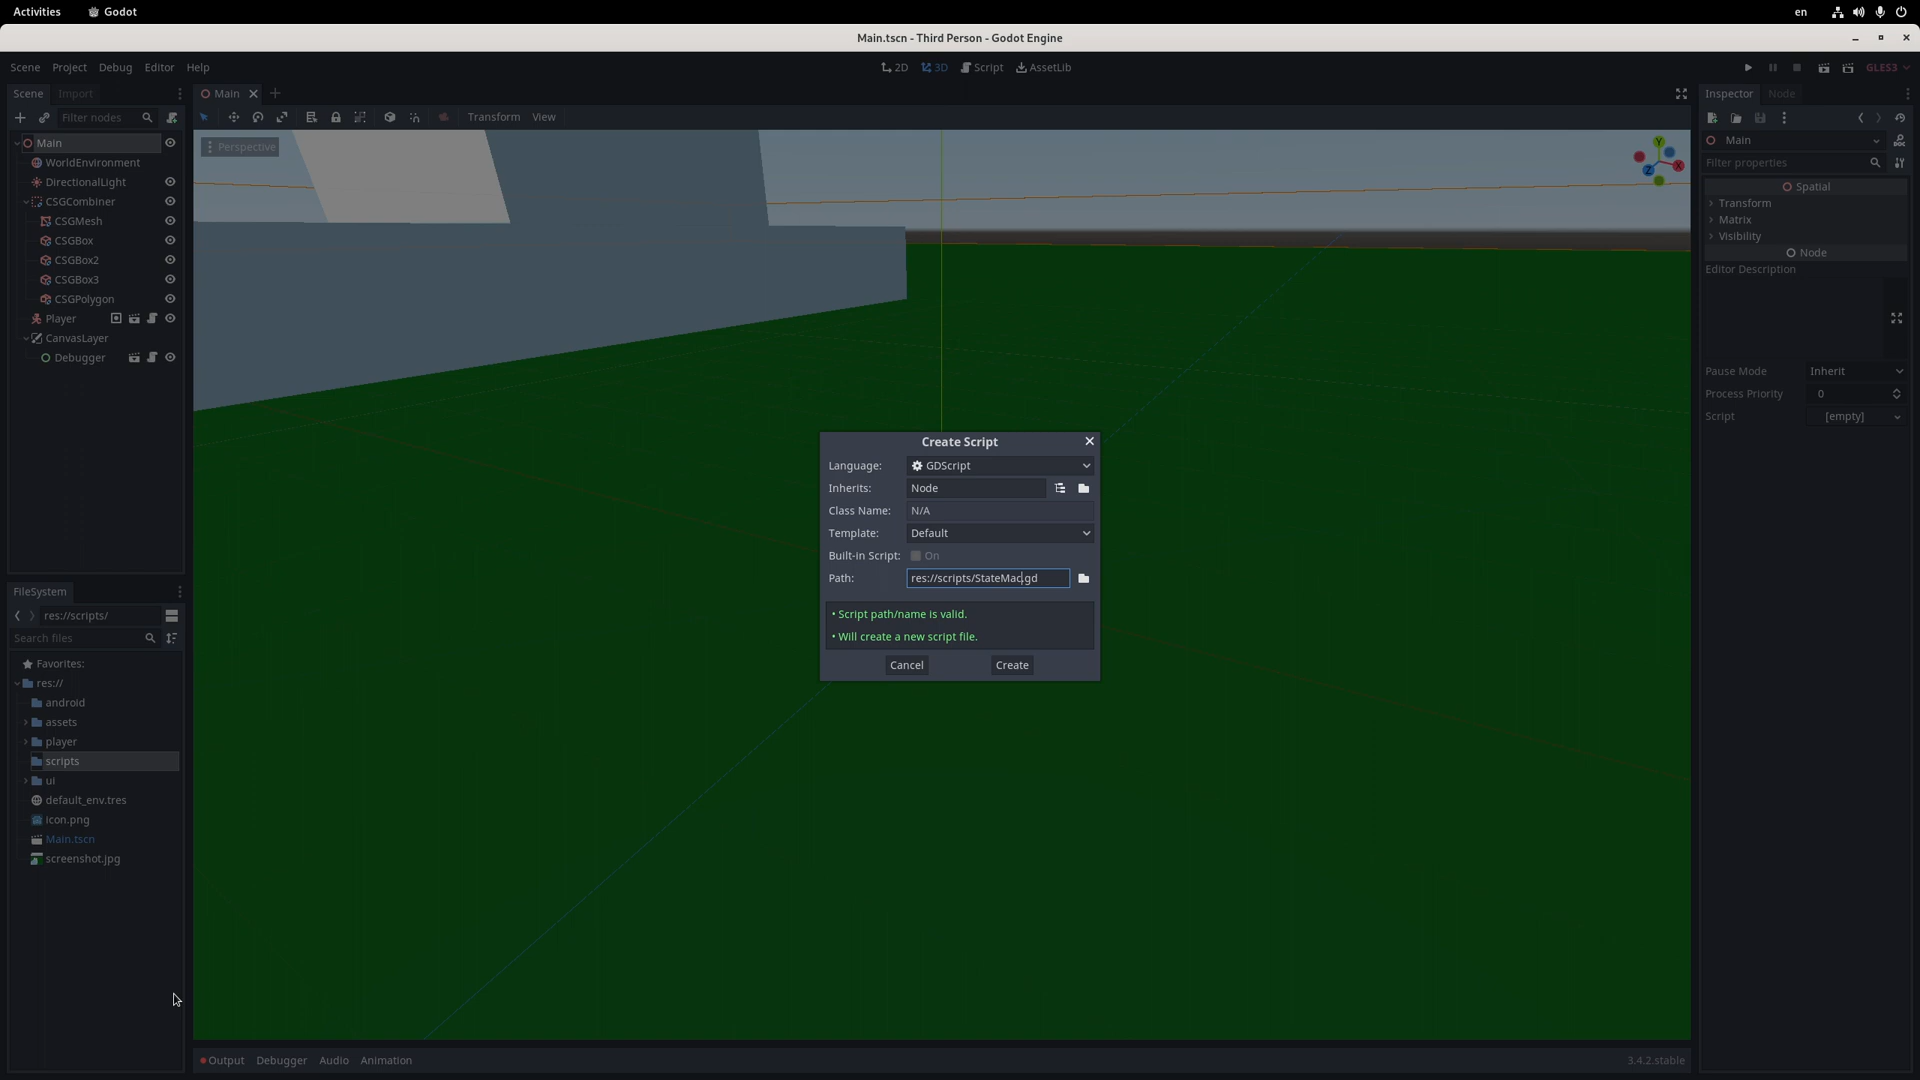 Activities Godot en
Main.tscn - Third Person - Godot Engine
Scene Project Debug Editor Help 2D 3D Script AssetLib GLES3
Scene Import Main Inspector Node
Filter nodes Transform View
Main
WorldEnvironment
DirectionalLight
CSGCombiner
CSGMesh
CSGBox
CSGBox2
CSGBox3
CSGPolygon
Player
CanvasLayer
Debugger
Perspective
Y
X
Z
Create Script
Language: GDScript
Inherits: Node
Class Name: N/A
Template: Default
Built-in Script: On
Path: res://scripts/StateMac.gd
• Script path/name is valid.
• Will create a new script file.
Cancel Create
Main
Filter properties
Spatial
Transform
Matrix
Visibility
Node
Editor Description
Pause Mode Inherit
Process Priority 0
Script [empty]
FileSystem
res://scripts/
Search files
Favorites:
res://
android
assets
player
scripts
ui
default_env.tres
icon.png
Main.tscn
screenshot.jpg
Output Debugger Audio Animation 3.4.2.stable